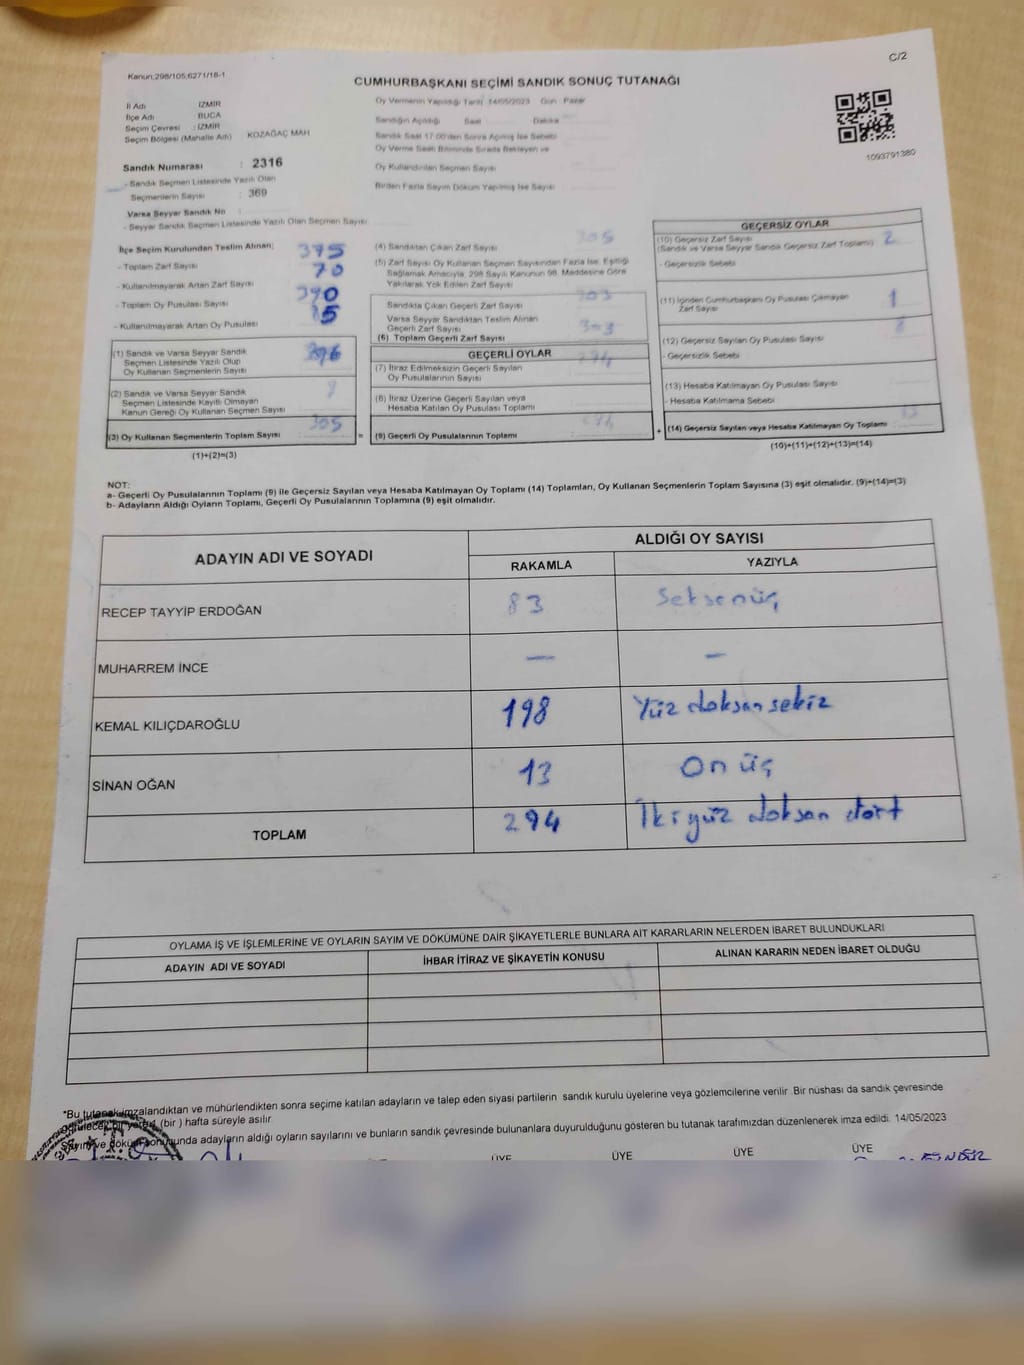 C/2
Kanun:298/105;6271/18-1
CUMHURBAŞKANI SEÇİMİ SANDIK SONUÇ TUTANAĞI
İl Adı : İZMİR
İlçe Adı : BUCA
Seçim Çevresi : İZMİR
Seçim Bölgesi (Mahalle Adı) : KOZAĞAÇ MAH
Sandık Numarası : 2316
- Sandık Seçmen Listesinde Yazılı Olan
Seçmenlerin Sayısı : 369
Varsa Seyyar Sandık No :
- Seyyar Sandık Seçmen Listesinde Yazılı Olan Seçmen Sayısı
Oy Vermenin Yapıldığı Tarih 14/05/2023 Gün : Pazar
Sandığın Açıldığı Saat Dakika
Sandık Saat 17.00'den Sonra Açılmış İse Sebebi
Oy Verme Saati Bitiminde Sırada Bekleyen ve
Oy Kullandırılan Seçmen Sayısı
Birden Fazla Sayım Döküm Yapılmış İse Sayısı
1093791380
İlçe Seçim Kurulundan Teslim Alınan;
- Toplam Zarf Sayısı : 375
- Kullanılmayarak Artan Zarf Sayısı : 70
- Toplam Oy Pusulası Sayısı : 390
- Kullanılmayarak Artan Oy Pusulası :
(1) Sandık ve Varsa Seyyar Sandık
Seçmen Listesinde Yazılı Olup
Oy Kullanan Seçmenlerin Sayısı
(2) Sandık ve Varsa Seyyar Sandık
Seçmen Listesinde Kayıtlı Olmayan
Kanun Gereği Oy Kullanan Seçmen Sayısı
(3) Oy Kullanan Seçmenlerin Toplam Sayısı : 305
(1)+(2)=(3)
(4) Sandıktan Çıkan Zarf Sayısı 305
(5) Zarf Sayısı Oy Kullanan Seçmen Sayısından Fazla İse, Eşitliği
Sağlamak Amacıyla, 298 Sayılı Kanunun 98. Maddesine Göre
Yakılarak Yok Edilen Zarf Sayısı
Sandıkta Çıkan Geçerli Zarf Sayısı 303
Varsa Seyyar Sandıktan Teslim Alınan
Geçerli Zarf Sayısı
(6) Toplam Geçerli Zarf Sayısı 303
GEÇERLİ OYLAR
(7) İtiraz Edilmeksizin Geçerli Sayılan
Oy Pusulalarının Sayısı 294
(8) İtiraz Üzerine Geçerli Sayılan veya
Hesaba Katılan Oy Pusulası Toplamı
= (9) Geçerli Oy Pusulalarının Toplamı : 294
GEÇERSİZ OYLAR
(10) Geçersiz Zarf Sayısı
(Sandık ve Varsa Seyyar Sandık Geçersiz Zarf Toplamı) 2
- Geçersizlik Sebebi
(11) İçinden Cumhurbaşkanı Oy Pusulası Çıkmayan
Zarf Sayısı 1
(12) Geçersiz Sayılan Oy Pusulası Sayısı 8
- Geçersizlik Sebebi
(13) Hesaba Katılmayan Oy Pusulası Sayısı
- Hesaba Katılmama Sebebi
+ (14) Geçersiz Sayılan veya Hesaba Katılmayan Oy Toplamı
(10)+(11)+(12)+(13)=(14)
NOT:
a- Geçerli Oy Pusulalarının Toplamı (9) ile Geçersiz Sayılan veya Hesaba Katılmayan Oy Toplamı (14) Toplamları, Oy Kullanan Seçmenlerin Toplam Sayısına (3) eşit olmalıdır. (9)+(14)=(3)
b- Adayların Aldığı Oyların Toplamı, Geçerli Oy Pusulalarının Toplamına (9) eşit olmalıdır.
ADAYIN ADI VE SOYADI
ALDIĞI OY SAYISI
RAKAMLA YAZIYLA
RECEP TAYYİP ERDOĞAN 83 Seksenüç
MUHARREM İNCE — —
KEMAL KILIÇDAROĞLU 198 Yüz doksan sekiz
SİNAN OĞAN 13 On üç
TOPLAM 294 İki yüz doksan dört
OYLAMA İŞ VE İŞLEMLERİNE VE OYLARIN SAYIM VE DÖKÜMÜNE DAİR ŞİKAYETLERLE BUNLARA AİT KARARLARIN NELERDEN İBARET BULUNDUKLARI
ADAYIN ADI VE SOYADI İHBAR İTİRAZ VE ŞİKAYETİN KONUSU ALINAN KARARIN NEDEN İBARET OLDUĞU
*Bu tutanak imzalandıktan ve mühürlendikten sonra seçime katılan adayların ve talep eden siyasi partilerin sandık kurulu üyelerine veya gözlemcilerine verilir .Bir nüshası da sandık çevresinde
bir yerde (bir ) hafta süreyle asılır
Sayım ve döküm sonunda adayların aldığı oyların sayılarını ve bunların sandık çevresinde bulunanlara duyurulduğunu gösteren bu tutanak tarafımızdan düzenlenerek imza edildi. 14/05/2023
ÜYE ÜYE ÜYE ÜYE